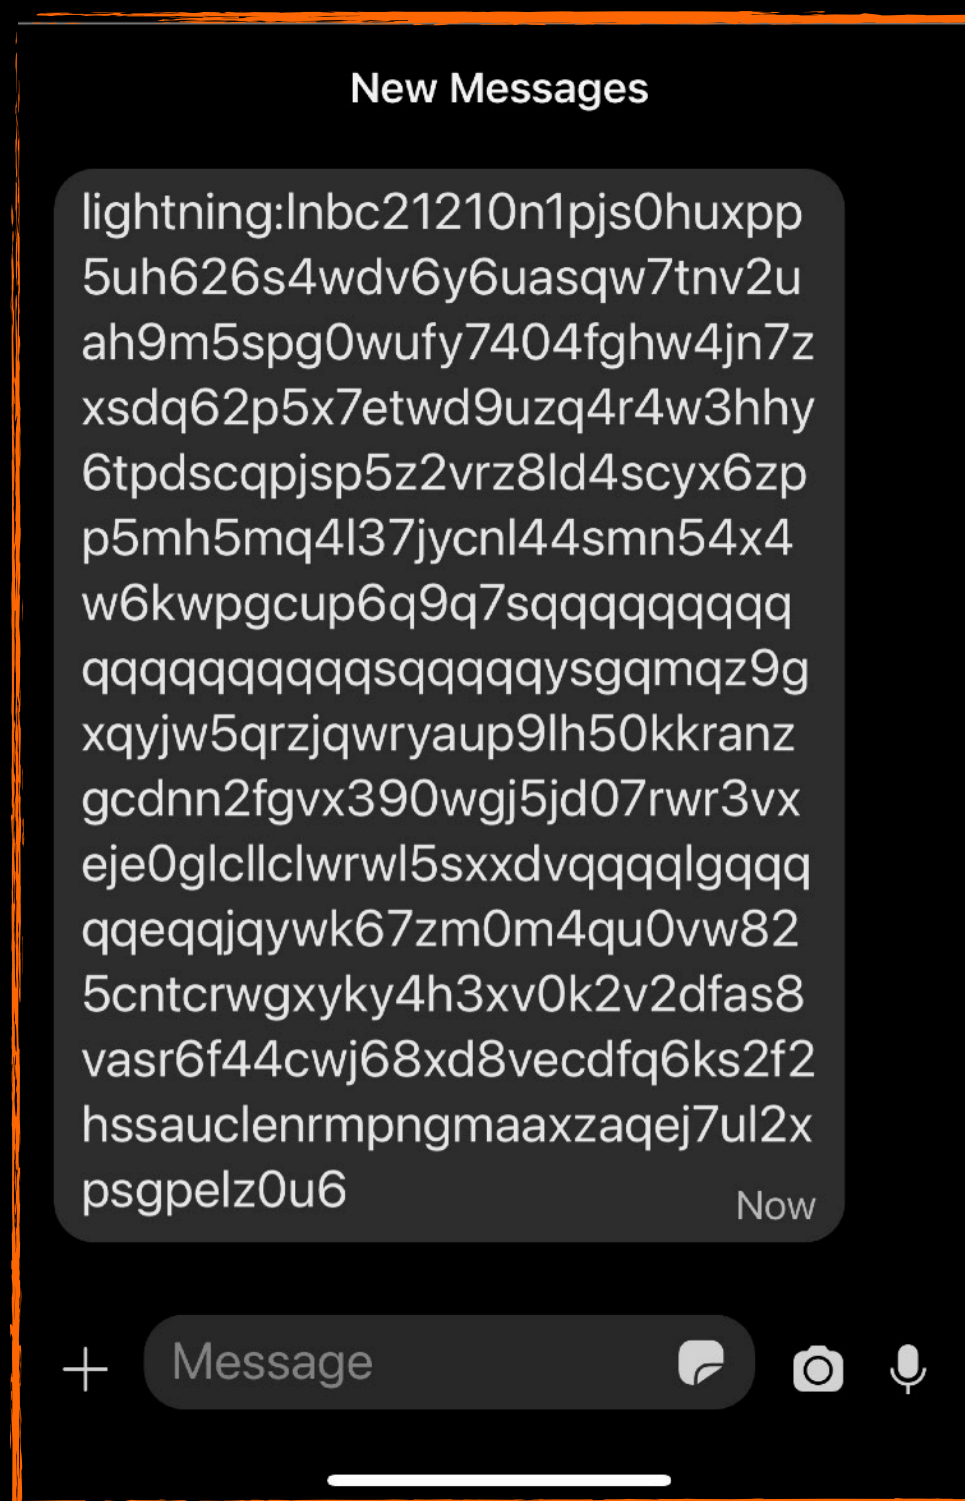 New Messages
lightning:lnbc21210n1pjs0huxpp
5uh626s4wdv6y6uasqw7tnv2u
ah9m5spg0wufy7404fghw4jn7z
xsdq62p5x7etwd9uzq4r4w3hhy
6tpdscqpjsp5z2vrz8ld4scyx6zp
p5mh5mq4l37jycnl44smn54x4
w6kwpgcup6q9q7sqqqqqqqqq
qqqqqqqqqqsqqqqqysgqmqz9g
xqyjw5qrzjqwryaup9lh50kkranz
gcdnn2fgvx390wgj5jd07rwr3vx
eje0glcllclwrwl5sxxdvqqqqlgqqq
qqeqqjqywk67zm0m4qu0vw82
5cntcrwgxyky4h3xv0k2v2dfas8
vasr6f44cwj68xd8vecdfq6ks2f2
hssauclenrmpngmaaxzaqej7ul2x
psgpelz0u6
Now
Message